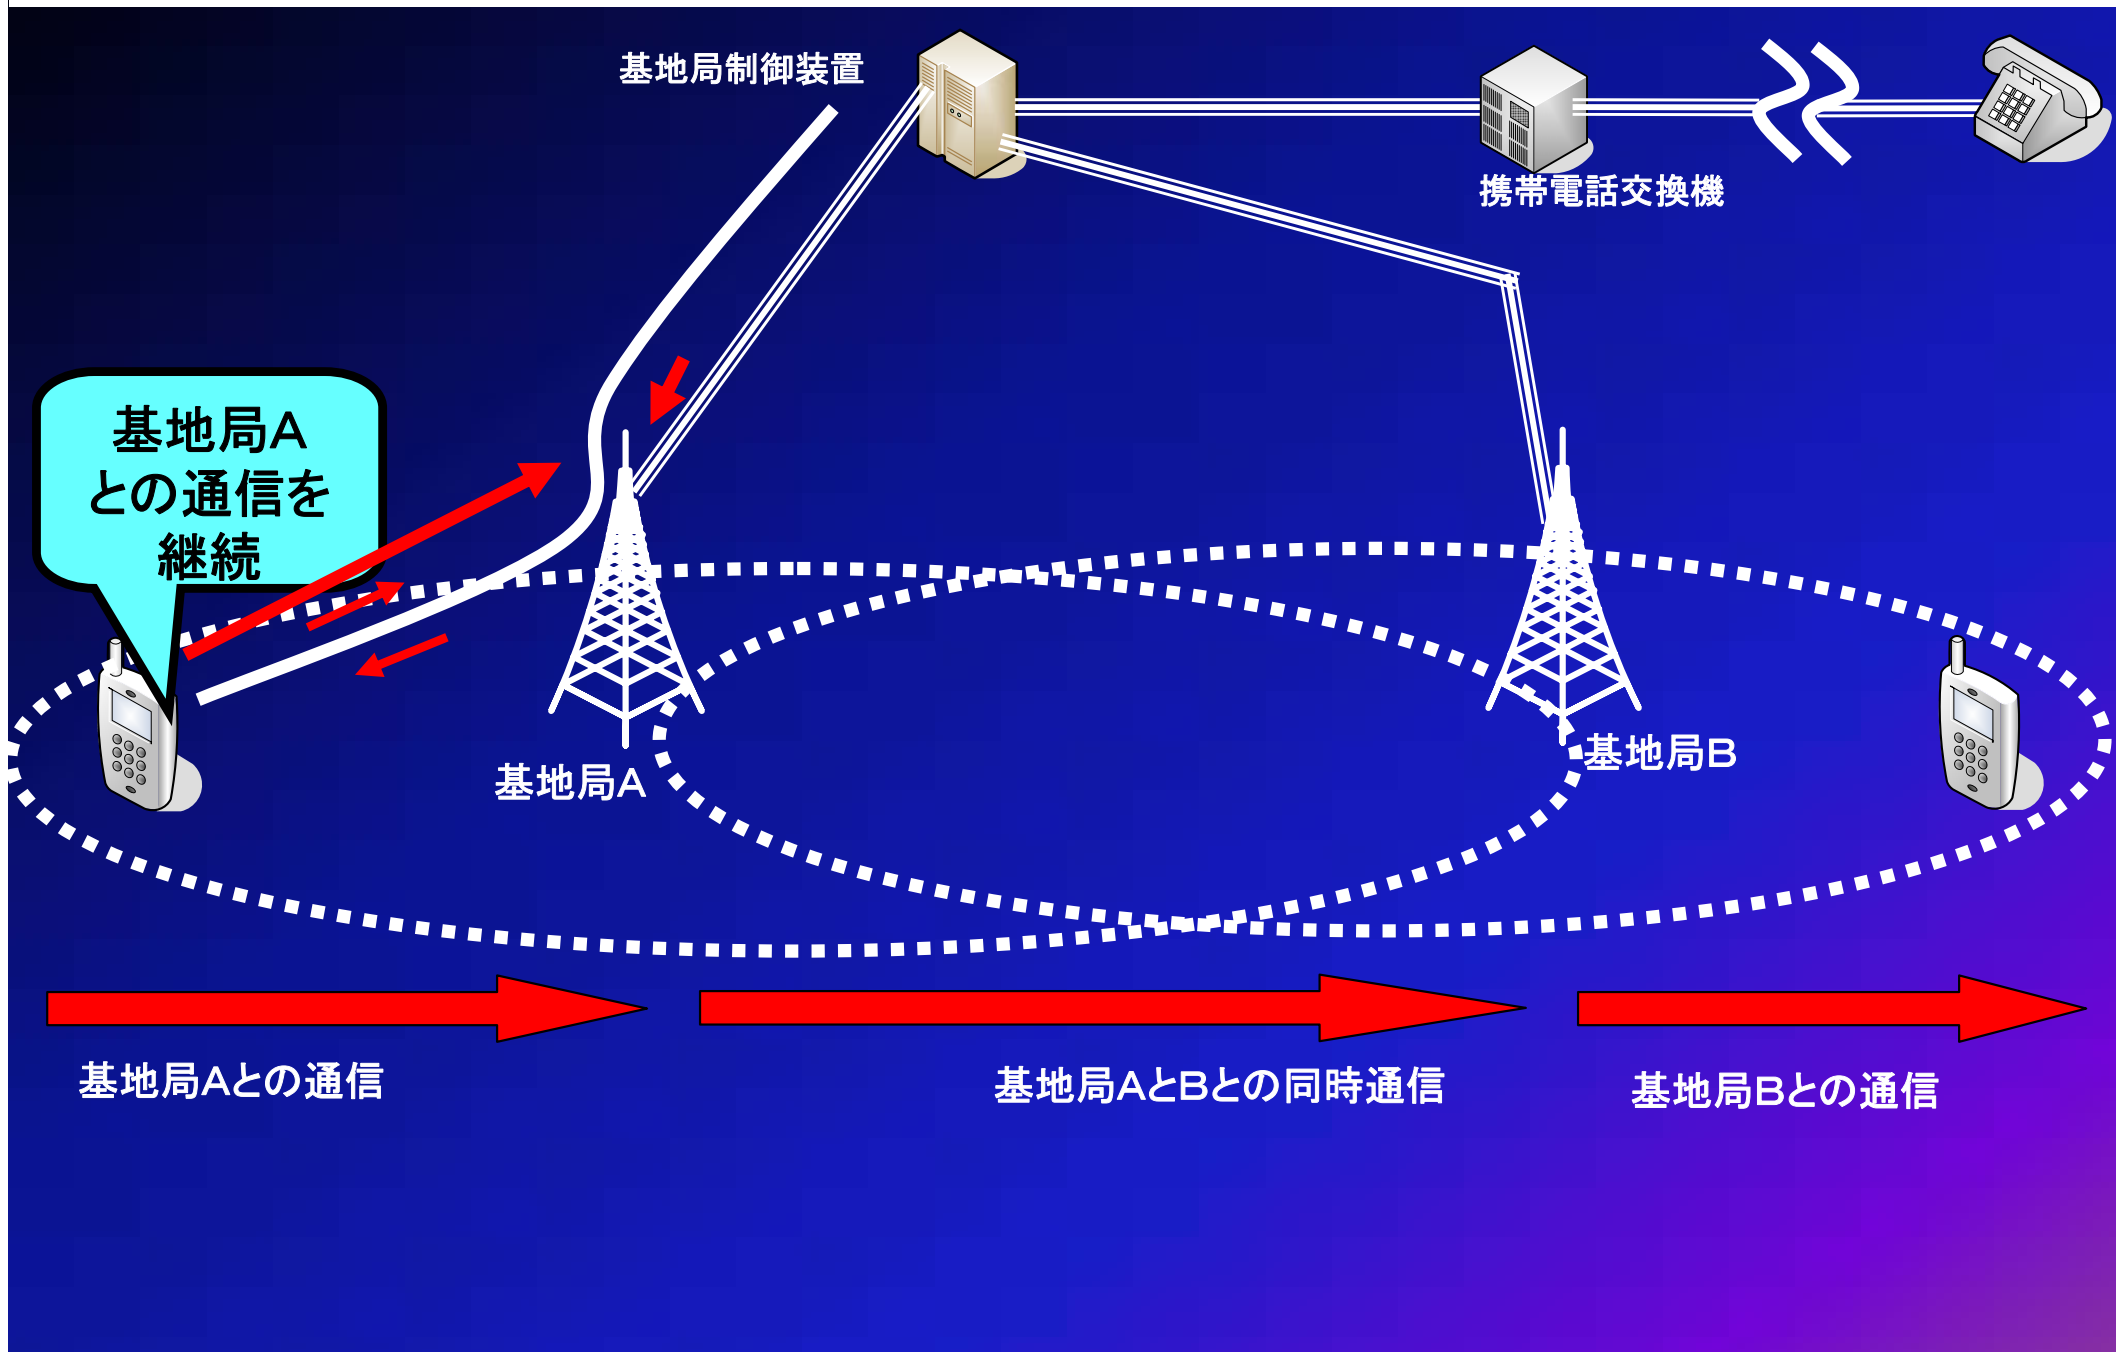 基地局制御装置
携帯電話交換機
基地局A
との通信を
継続
基地局A
基地局B
基地局Aとの通信
基地局AとBとの同時通信
基地局Bとの通信